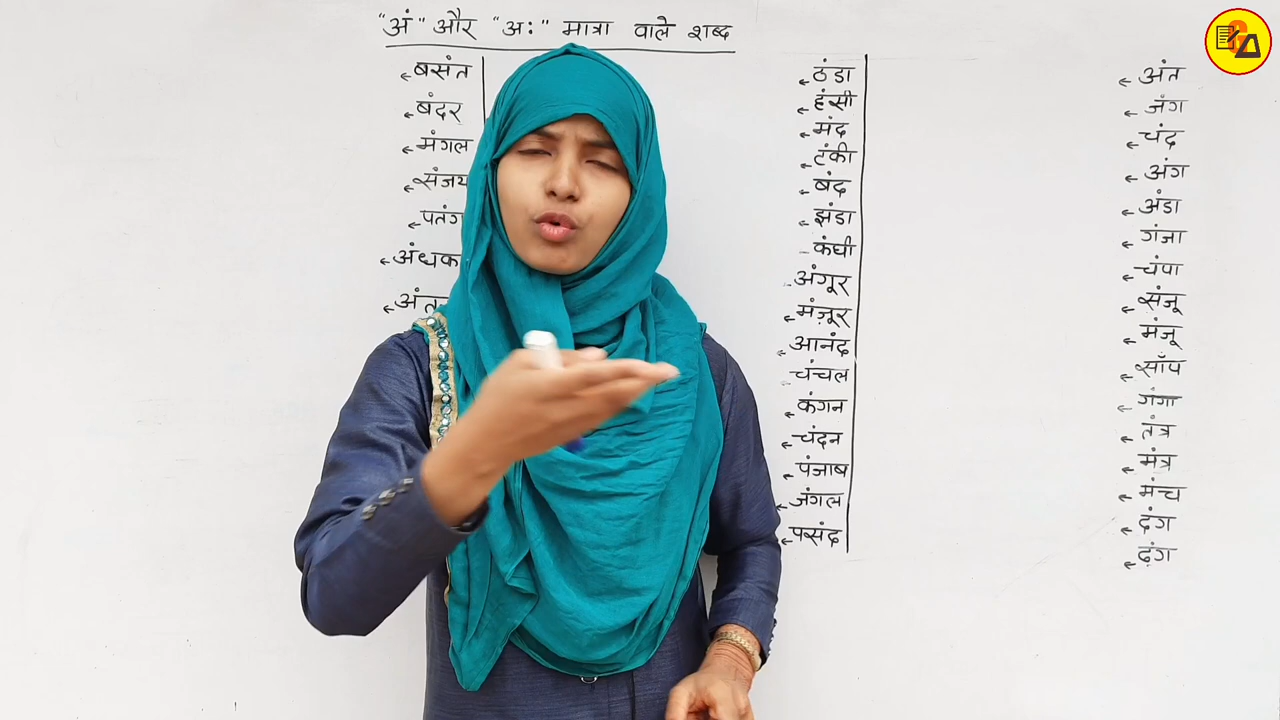 "अं" और "अः" मात्रा वाले शब्द
बसंत
बंदर
मंगल
संजय
पतंग
ठंडा
हंसी
मंद
टंकी
बंद
झंडा
कंघी
अंगूर
मंज़ूर
आनंद
चंचल
कंगन
चंदन
पंजाब
जंगल
पसंद
अंत
जंग
चंद
अंग
अंडा
गंजा
चंपा
संजू
मंजू
साँप
गंगा
तंत्र
मंत्र
मंच
दंग
ढ़ंग